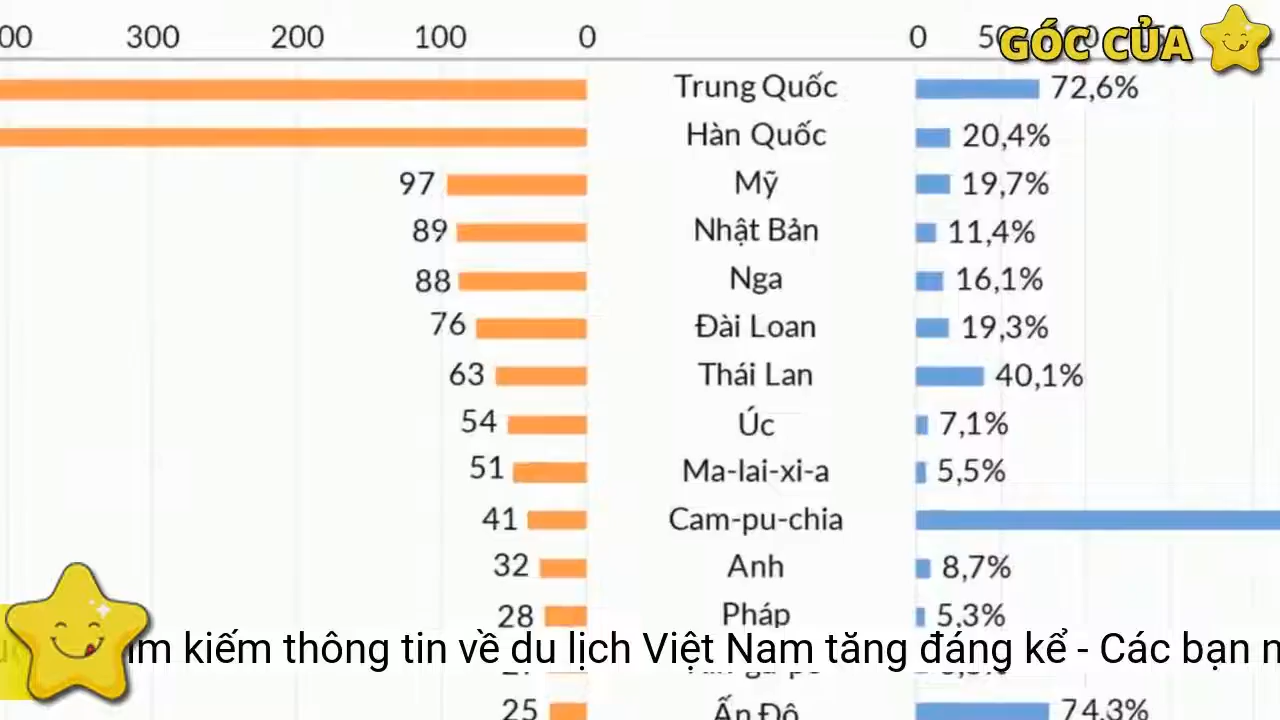 00 300 200 100 0 0
GÓC CỦA
Trung Quốc 72,6%
Hàn Quốc 20,4%
97 Mỹ 19,7%
89 Nhật Bản 11,4%
88 Nga 16,1%
76 Đài Loan 19,3%
63 Thái Lan 40,1%
54 Úc 7,1%
51 Ma-lai-xi-a 5,5%
41 Cam-pu-chia
32 Anh 8,7%
28 Pháp 5,3%
kiếm thông tin về du lịch Việt Nam tăng đáng kể - Các bạn
25 Ấn Độ 74,3%